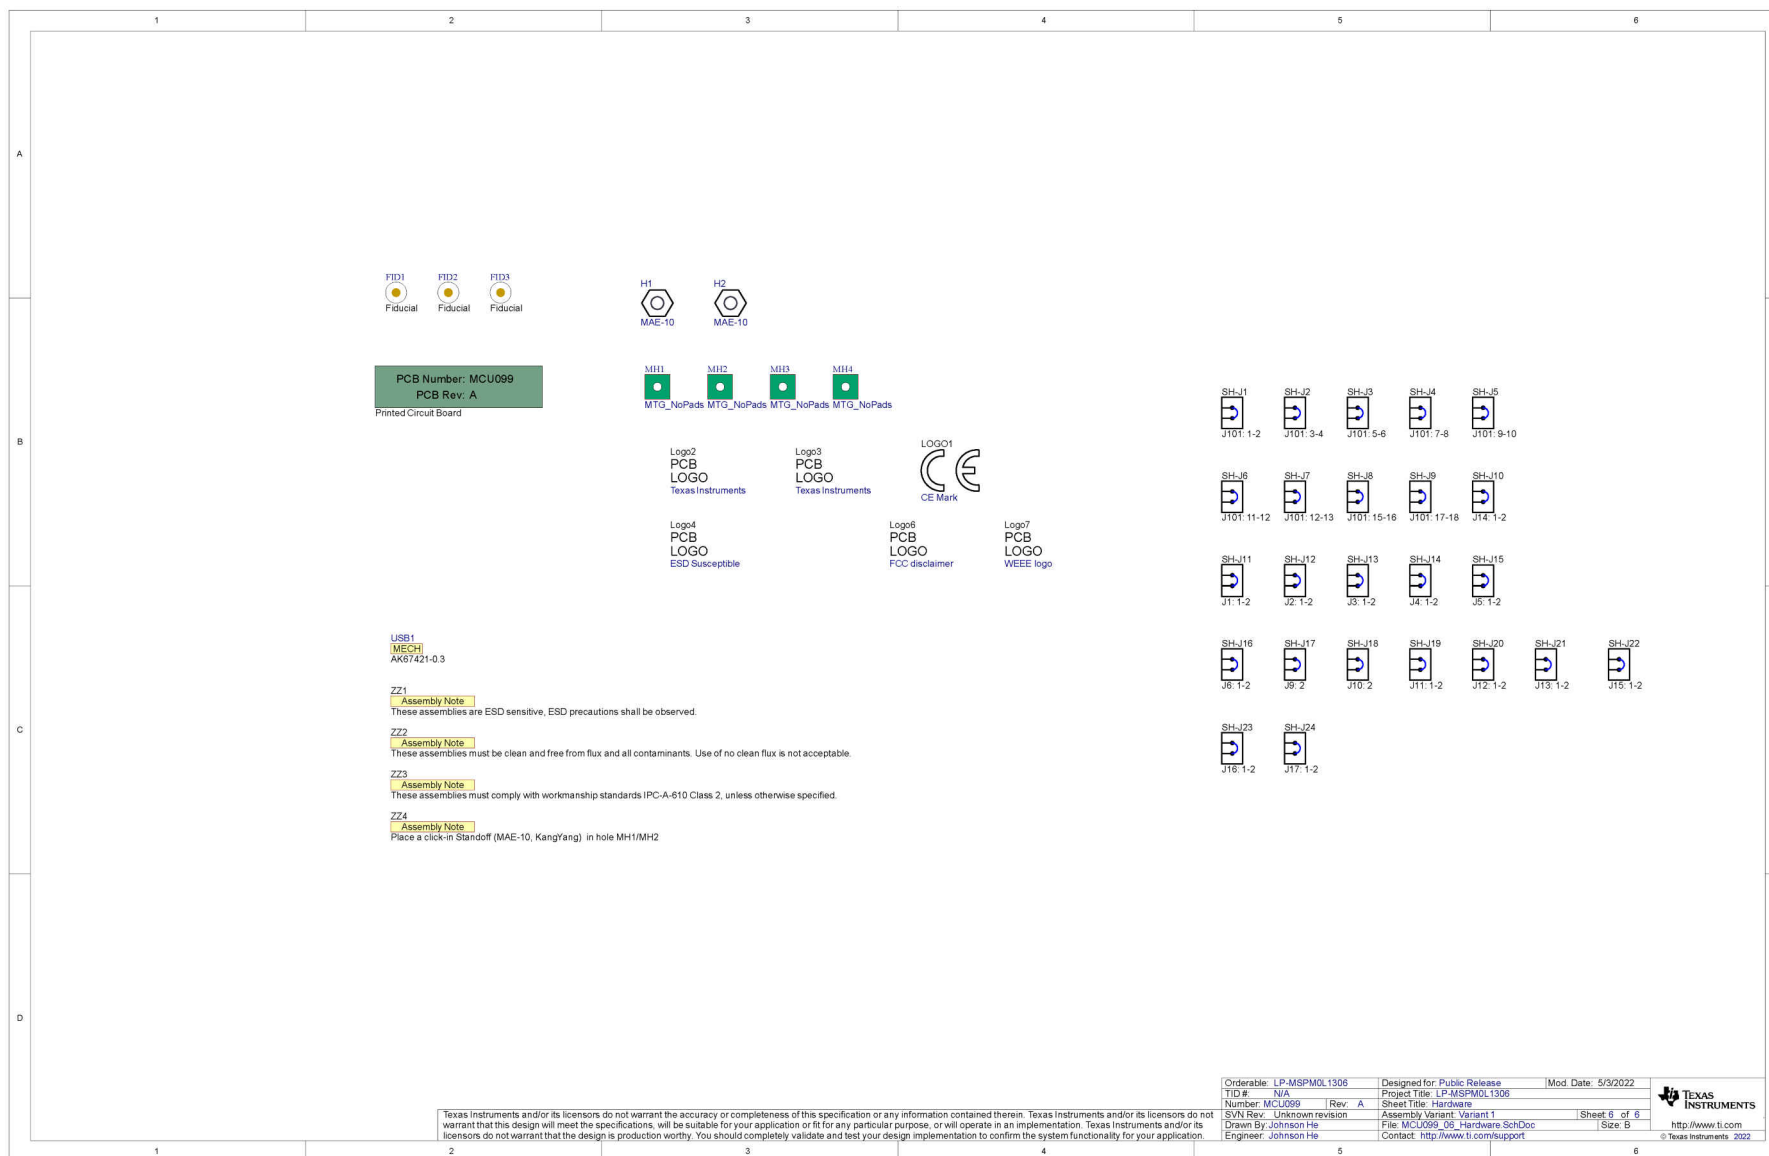 1 2 3 4 5 6
A
FID1 FID2 FID3
Fiducial Fiducial Fiducial
H1 H2
MAE-10 MAE-10
PCB Number: MCU099
PCB Rev: A
Printed Circuit Board
MH1 MH2 MH3 MH4
MTG_NoPads MTG_NoPads MTG_NoPads MTG_NoPads
B
Logo2 Logo3 LOGO1
PCB PCB
LOGO LOGO CE
Texas Instruments Texas Instruments CE Mark
Logo4 Logo6 Logo7
PCB PCB PCB
LOGO LOGO LOGO
ESD Susceptible FCC disclaimer WEEE logo
SH-J1 SH-J2 SH-J3 SH-J4 SH-J5
J101: 1-2 J101: 3-4 J101: 5-6 J101: 7-8 J101: 9-10
SH-J6 SH-J7 SH-J8 SH-J9 SH-J10
J101: 11-12 J101: 12-13 J101: 15-16 J101: 17-18 J14: 1-2
SH-J11 SH-J12 SH-J13 SH-J14 SH-J15
J1: 1-2 J2: 1-2 J3: 1-2 J4: 1-2 J5: 1-2
SH-J16 SH-J17 SH-J18 SH-J19 SH-J20 SH-J21 SH-J22
J6: 1-2 J9: 2 J10: 2 J11: 1-2 J12: 1-2 J13: 1-2 J15: 1-2
SH-J23 SH-J24
J16: 1-2 J17: 1-2
USB1
MECH
AK67421-0.3
ZZ1
Assembly Note
These assemblies are ESD sensitive, ESD precautions shall be observed.
C
ZZ2
Assembly Note
These assemblies must be clean and free from flux and all contaminants. Use of no clean flux is not acceptable.
ZZ3
Assembly Note
These assemblies must comply with workmanship standards IPC-A-610 Class 2, unless otherwise specified.
ZZ4
Assembly Note
Place a click-in Standoff (MAE-10, KangYang) in hole MH1/MH2
D
Texas Instruments and/or its licensors do not warrant the accuracy or completeness of this specification or any information contained therein. Texas Instruments and/or its licensors do not
warrant that this design will meet the specifications, will be suitable for your application or fit for any particular purpose, or will operate in an implementation. Texas Instruments and/or its
licensors do not warrant that the design is production worthy. You should completely validate and test your design implementation to confirm the system functionality for your application.
Orderable: LP-MSPM0L1306 Designed for: Public Release Mod. Date: 5/3/2022
TID #: N/A Project Title: LP-MSPM0L1306
Number: MCU099 Rev: A Sheet Title: Hardware
SVN Rev: Unknown revision Assembly Variant: Variant 1 Sheet: 6 of 6
Drawn By: Johnson He File: MCU099_06_Hardware.SchDoc Size: B
Engineer: Johnson He Contact: http://www.ti.com/support
TEXAS
INSTRUMENTS
http://www.ti.com
© Texas Instruments 2022
1 2 3 4 5 6